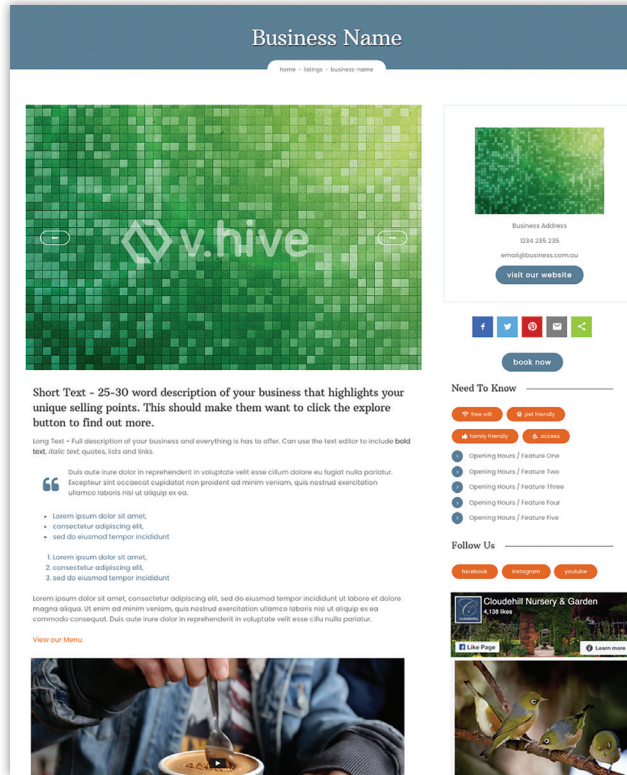 Business Name
home - listings - business-name
v.hive
Short Text - 25-30 word description of your business that highlights your
unique selling points. This should make them want to click the explore
button to find out more.
Long Text - Full description of your business and everything is has to offer. Can use the text editor to include bold
text, italic text, quotes, lists and links.
Duis aute irure dolor in reprehenderit in voluptate velit esse cillum dolore eu fugiat nulla pariatur.
Excepteur sint occaecat cupidatat non proident ad minim veniam, quis nostrud exercitation
ullamco laboris nisi ut aliquip ex ea.
• Lorem ipsum dolor sit amet,
• consectetur adipiscing elit,
• sed do eiusmod tempor incididunt
1. Lorem ipsum dolor sit amet,
2. consectetur adipiscing elit,
3. sed do eiusmod tempor incididunt
Lorem ipsum dolor sit amet, consectetur adipiscing elit, sed do eiusmod tempor incididunt ut labore et dolore
magna aliqua. Ut enim ad minim veniam, quis nostrud exercitation ullamco laboris nisi ut aliquip ex ea
commodo consequat. Duis aute irure dolor in reprehenderit in voluptate velit esse cillu nulla pariatur.
View our Menu
Business Address
1234 235 235
email@business.com.au
visit our website
book now
Need To Know
free wifi
pet friendly
family friendly
access
Opening Hours / Feature One
Opening Hours / Feature Two
Opening Hours / Feature Three
Opening Hours / Feature Four
Opening Hours / Feature Five
Follow Us
facebook
instagram
youtube
Cloudehill Nursery & Garden
4,138 likes
Like Page
Learn more